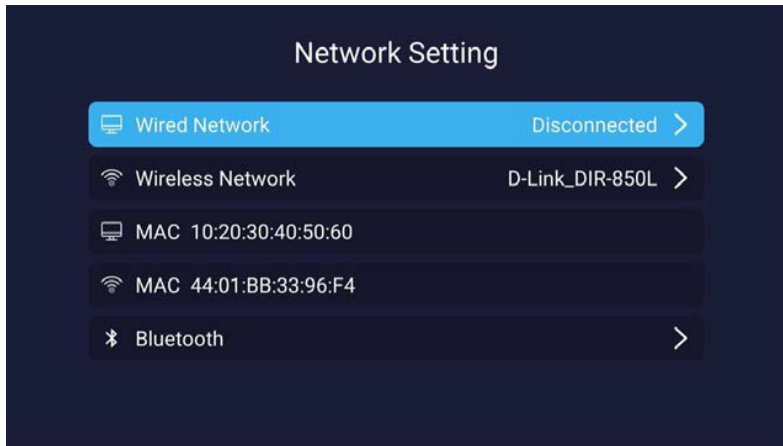 Network Setting
Wired Network Disconnected
Wireless Network D-Link_DIR-850L
MAC 10:20:30:40:50:60
MAC 44:01:BB:33:96:F4
Bluetooth